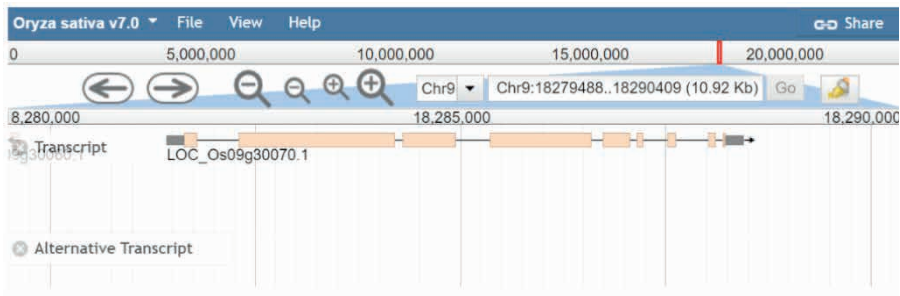 Oryza sativa v7.0 File View Help Share
0 5,000,000 10,000,000 15,000,000 20,000,000
Chr9 Chr9:18279488..18290409 (10.92 Kb) Go
8,280,000 18,285,000 18,290,000
Transcript
LOC_Os09g30070.1
Alternative Transcript